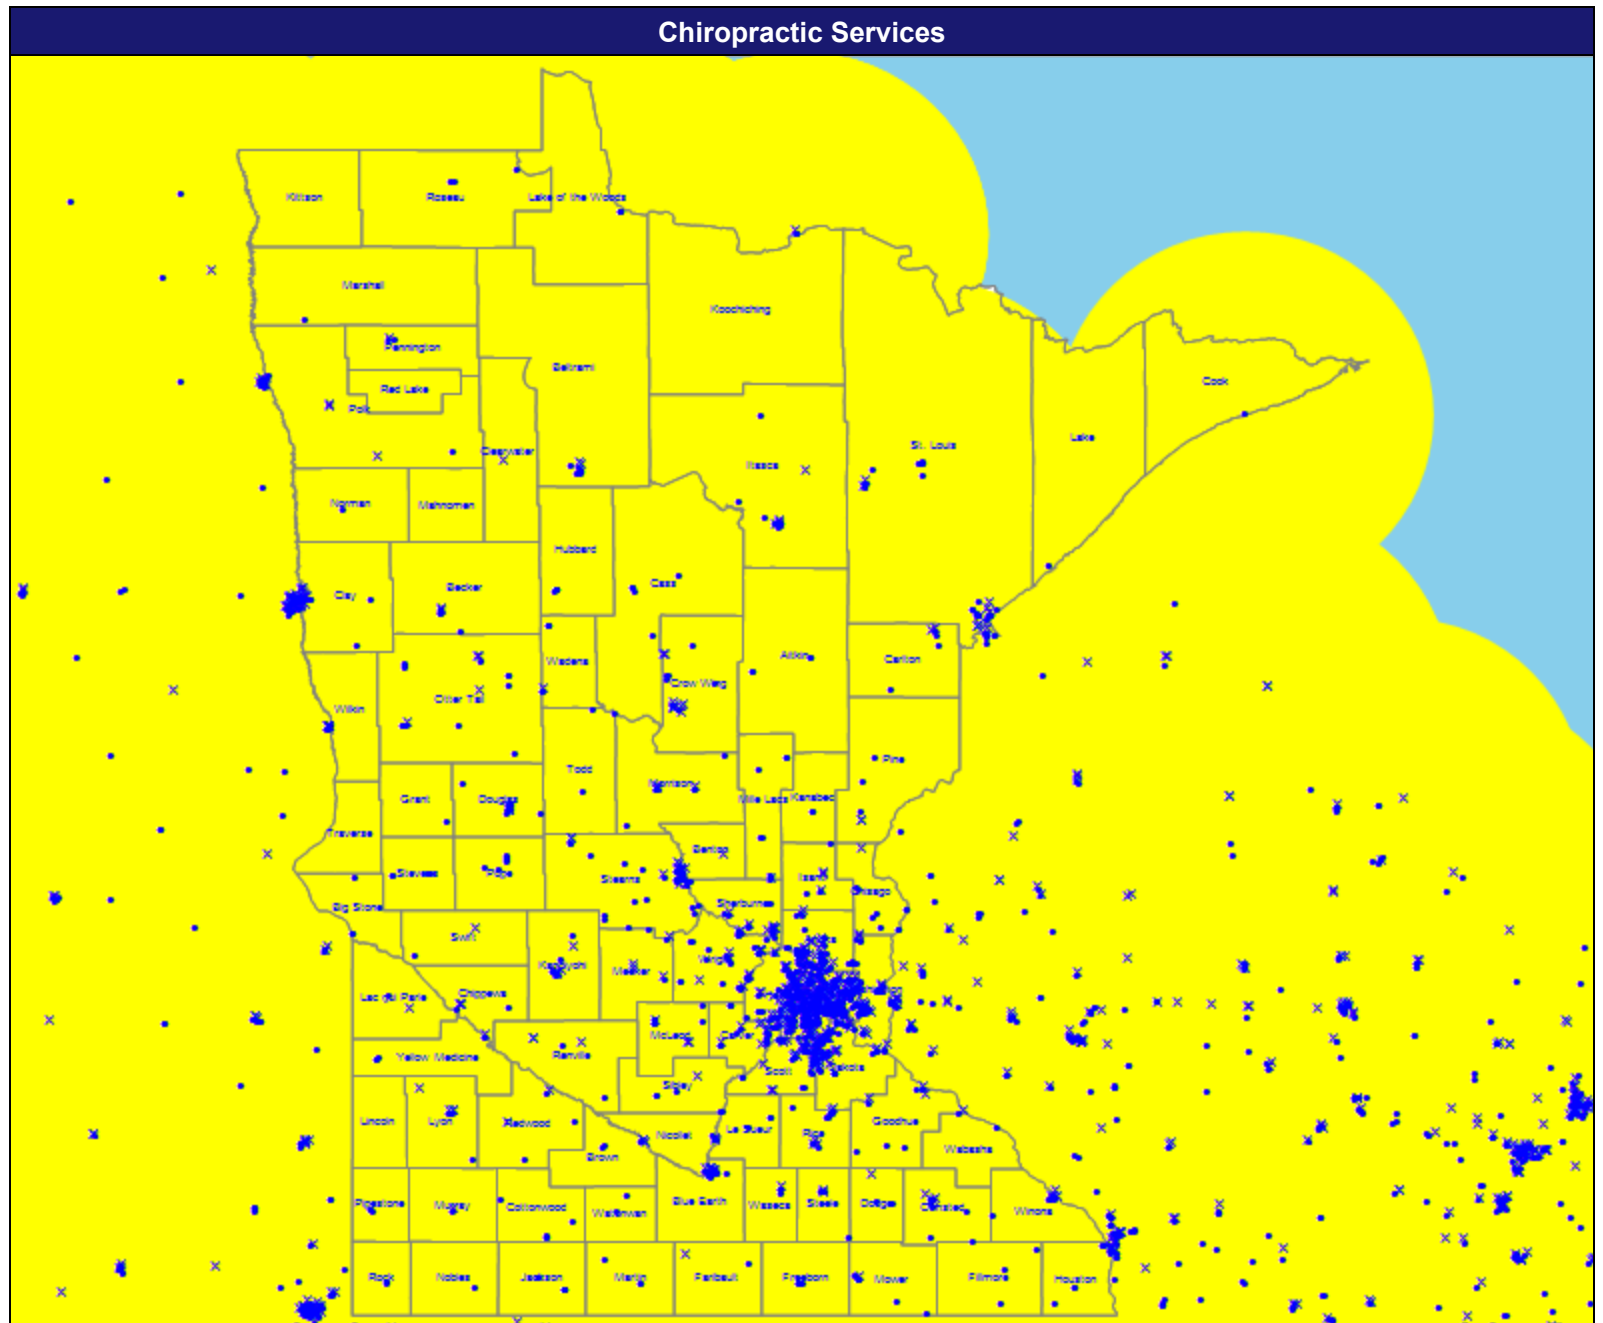 Chiropractic Services
Kittson
Roseau
Lake of the Woods
Marshall
Koochiching
Pennington
Beltrami
Red Lake
Polk
Cook
Clearwater
St. Louis
Lake
Itasca
Norman
Mahnomen
Hubbard
Clay
Becker
Cass
Wadena
Aitkin
Carlton
Otter Tail
Crow Wing
Wilkin
Todd
Pine
Grant
Douglas
Morrison
Mille Lacs
Kanabec
Traverse
Benton
Stevens
Pope
Stearns
Isanti
Chisago
Big Stone
Sherburne
Swift
Kandiyohi
Meeker
Wright
Lac qui Parle
Chippewa
McLeod
Carver
Yellow Medicine
Renville
Scott
Dakota
Sibley
Lincoln
Lyon
Redwood
Nicollet
Le Sueur
Rice
Goodhue
Brown
Wabasha
Pipestone
Murray
Cottonwood
Watonwan
Blue Earth
Waseca
Steele
Dodge
Olmsted
Winona
Rock
Nobles
Jackson
Martin
Faribault
Freeborn
Mower
Fillmore
Houston